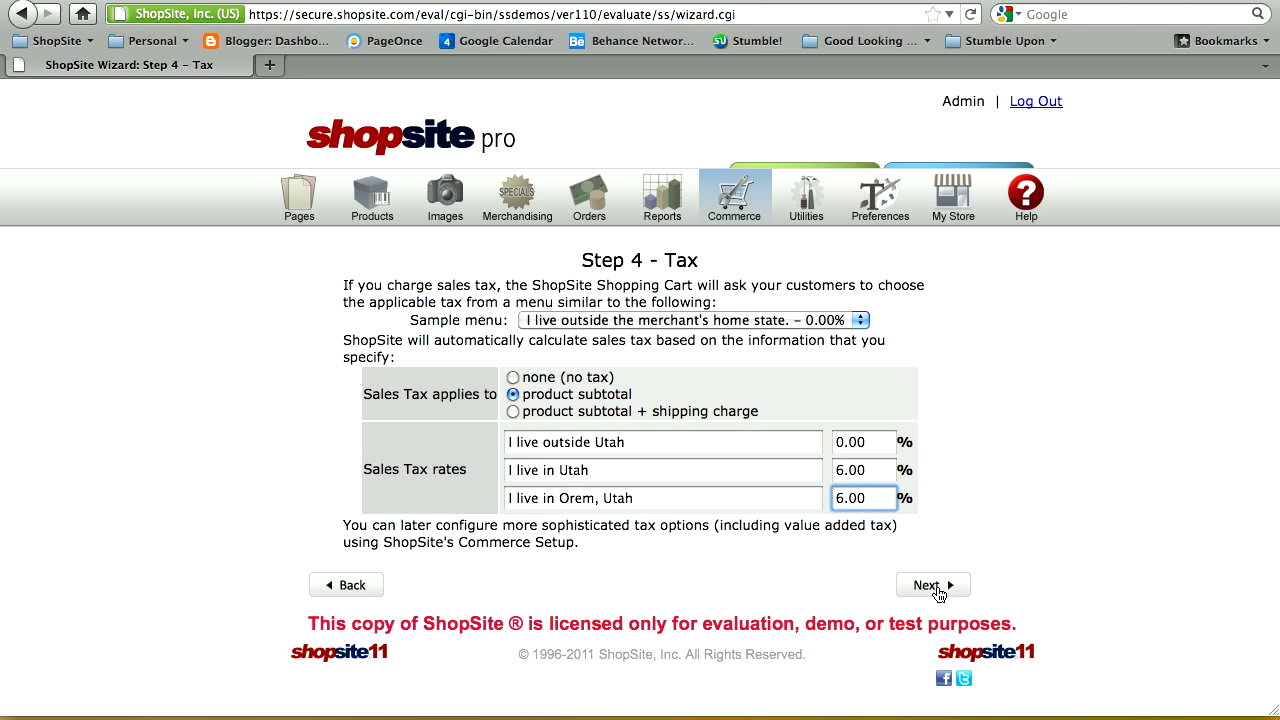 ShopSite, Inc. (US) https://secure.shopsite.com/eval/cgi-bin/ssdemos/ver110/evaluate/ss/wizard.cgi Google
ShopSite Personal Blogger: Dashbo... PageOnce 4 Google Calendar Bē Behance Networ... Stumble! Good Looking ... Stumble Upon Bookmarks
ShopSite Wizard: Step 4 - Tax +
Admin | Log Out
shopsite pro
SPECIALS
Pages Products Images Merchandising Orders Reports Commerce Utilities Preferences My Store Help
Step 4 - Tax
If you charge sales tax, the ShopSite Shopping Cart will ask your customers to choose
the applicable tax from a menu similar to the following:
Sample menu: I live outside the merchant's home state. - 0.00%
ShopSite will automatically calculate sales tax based on the information that you
specify:
none (no tax)
Sales Tax applies to product subtotal
product subtotal + shipping charge
I live outside Utah 0.00 %
Sales Tax rates I live in Utah 6.00 %
I live in Orem, Utah 6.00 %
You can later configure more sophisticated tax options (including value added tax)
using ShopSite's Commerce Setup.
Back Next
This copy of ShopSite ® is licensed only for evaluation, demo, or test purposes.
shopsite11 © 1996-2011 ShopSite, Inc. All Rights Reserved. shopsite11